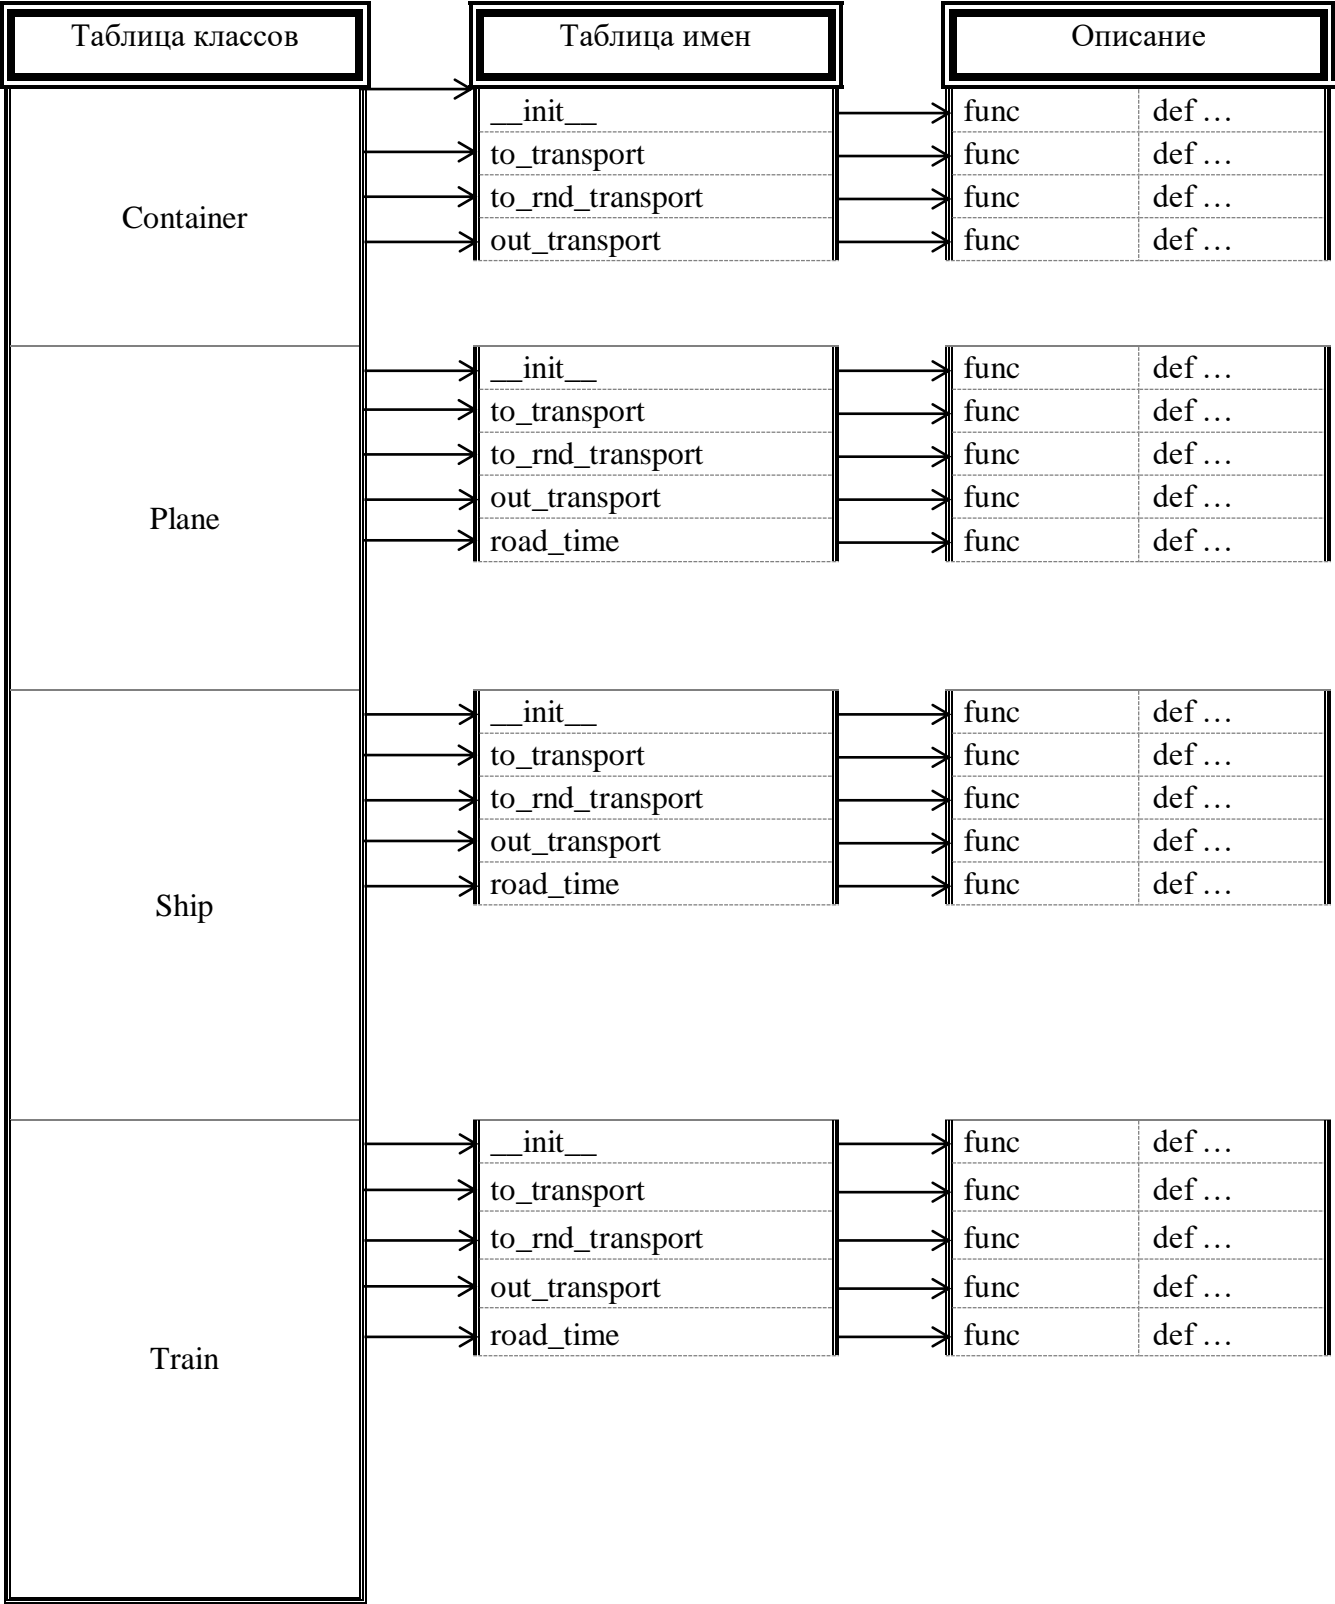 Таблица классов Таблица имен Описание
Container
__init__ func def …
to_transport func def …
to_rnd_transport func def …
out_transport func def …
Plane
__init__ func def …
to_transport func def …
to_rnd_transport func def …
out_transport func def …
road_time func def …
Ship
__init__ func def …
to_transport func def …
to_rnd_transport func def …
out_transport func def …
road_time func def …
Train
__init__ func def …
to_transport func def …
to_rnd_transport func def …
out_transport func def …
road_time func def …